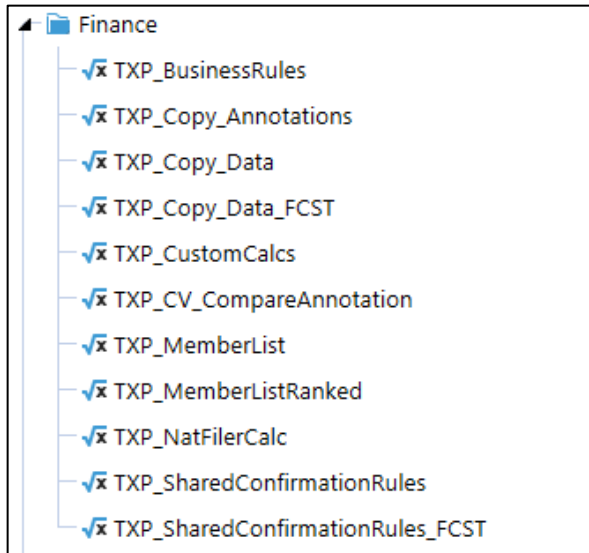 Finance
√x TXP_BusinessRules
√x TXP_Copy_Annotations
√x TXP_Copy_Data
√x TXP_Copy_Data_FCST
√x TXP_CustomCalcs
√x TXP_CV_CompareAnnotation
√x TXP_MemberList
√x TXP_MemberListRanked
√x TXP_NatFilerCalc
√x TXP_SharedConfirmationRules
√x TXP_SharedConfirmationRules_FCST